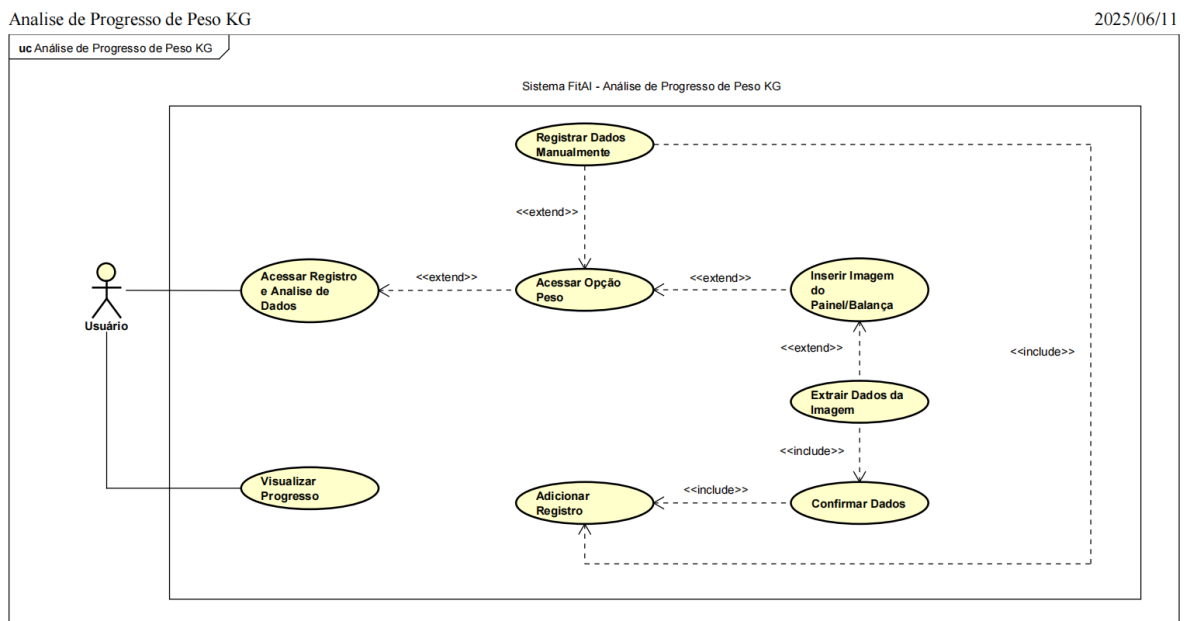 Analise de Progresso de Peso KG
2025/06/11
uc Análise de Progresso de Peso KG
Sistema FitAI - Análise de Progresso de Peso KG
Registrar Dados
Manualmente
<<extend>>
Acessar Registro
e Analise de
Dados
<<extend>>
Acessar Opção
Peso
<<extend>>
Inserir Imagem
do
Painel/Balança
Usuário
<<extend>>
<<include>>
Extrair Dados da
Imagem
<<include>>
Visualizar
Progresso
Adicionar
Registro
<<include>>
Confirmar Dados